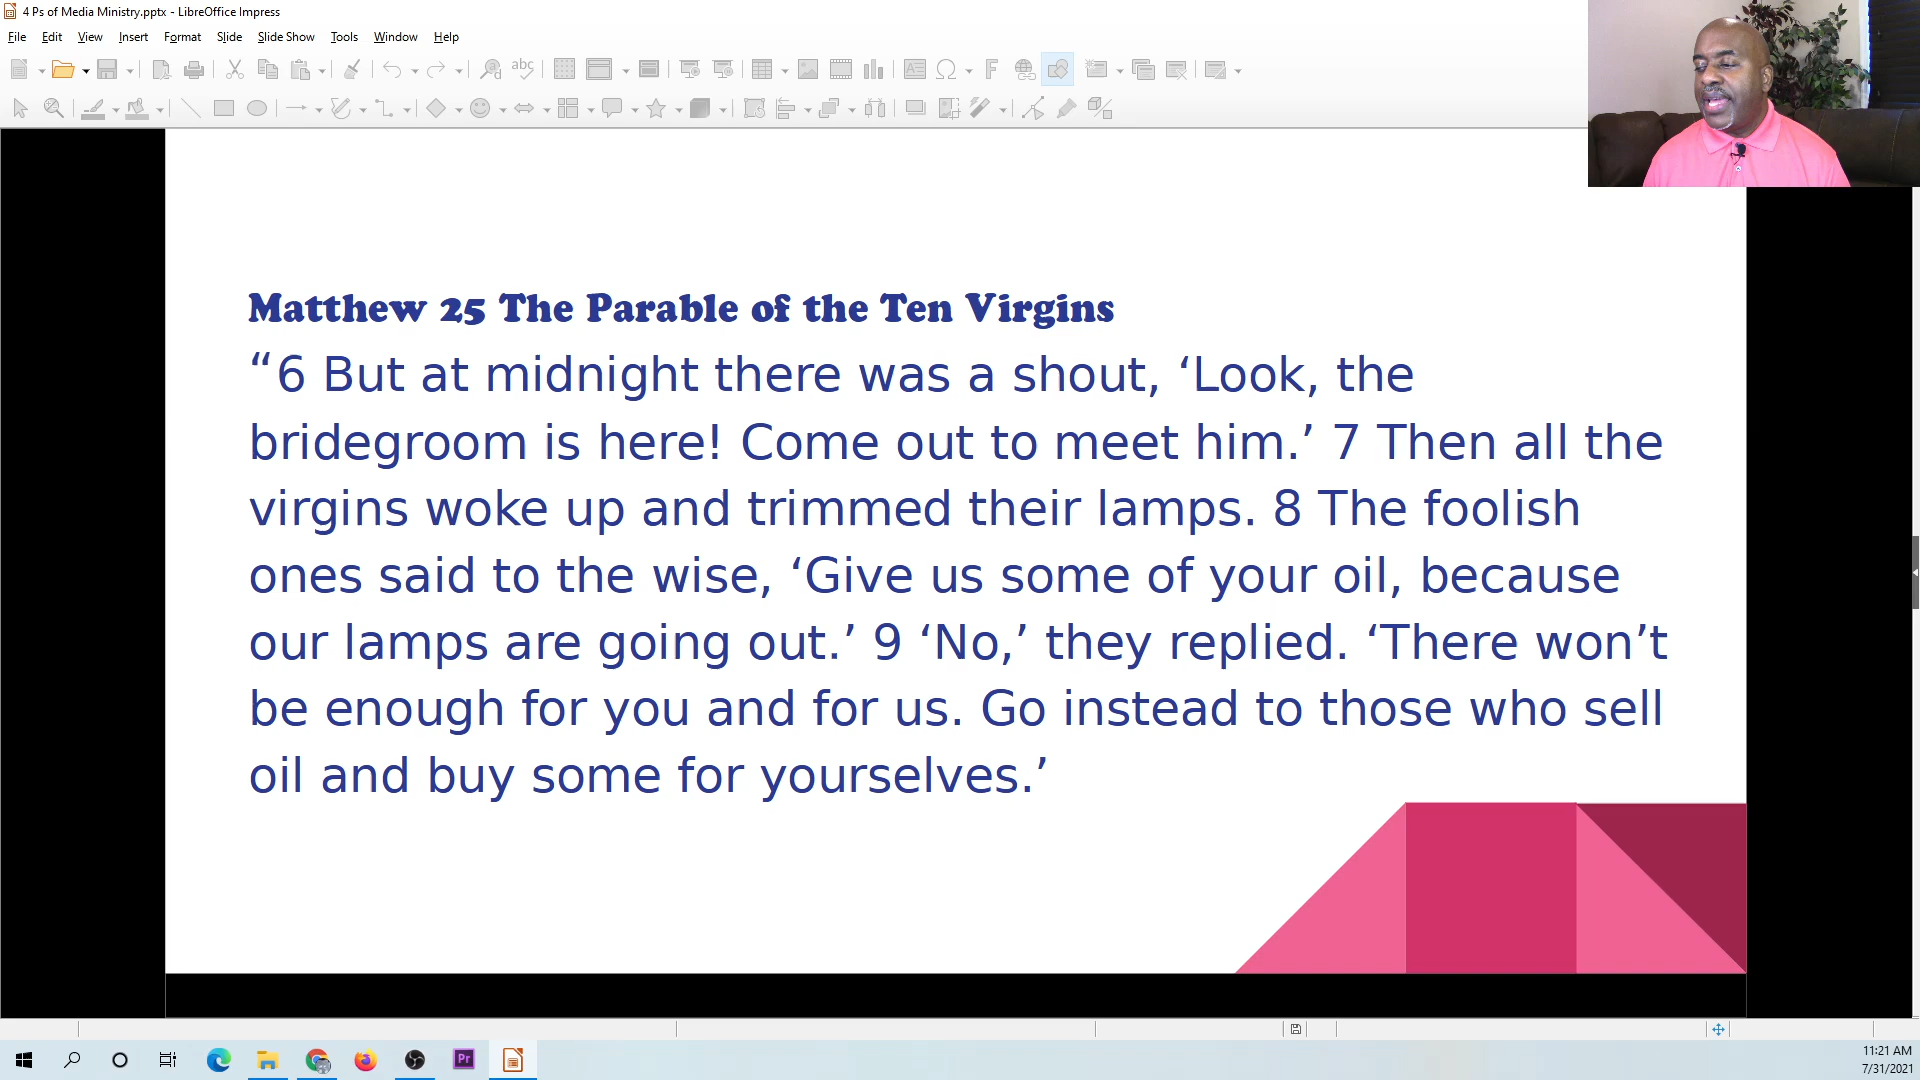 4 Ps of Media Ministry.pptx - LibreOffice Impress
File Edit View Insert Format Slide Slide Show Tools Window Help
abc
Matthew 25 The Parable of the Ten Virgins
“6 But at midnight there was a shout, ‘Look, the
bridegroom is here! Come out to meet him.’ 7 Then all the
virgins woke up and trimmed their lamps. 8 The foolish
ones said to the wise, ‘Give us some of your oil, because
our lamps are going out.’ 9 ‘No,’ they replied. ‘There won’t
be enough for you and for us. Go instead to those who sell
oil and buy some for yourselves.’
Pr
11:21 AM
7/31/2021